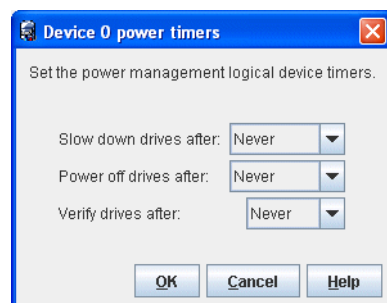 Device 0 power timers
Set the power management logical device timers.
Slow down drives after: Never
Power off drives after: Never
Verify drives after: Never
OK Cancel Help